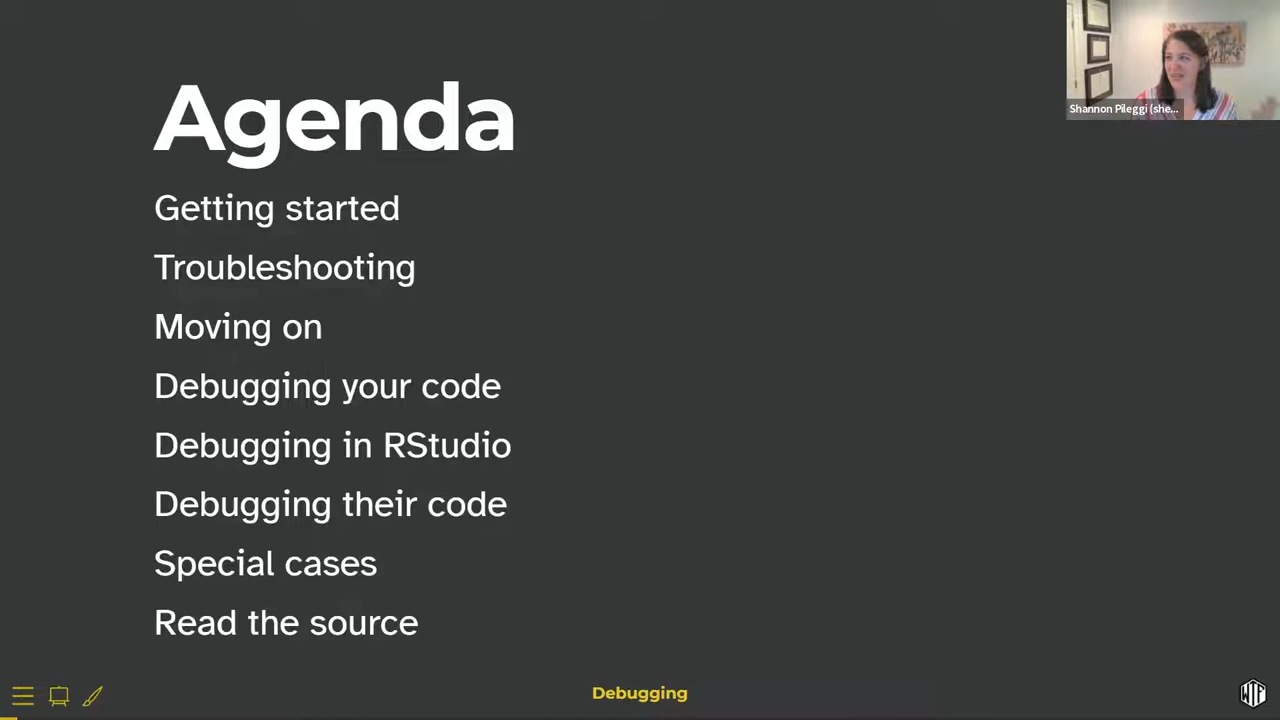 Agenda
Shannon Pileggi (she...
Getting started
Troubleshooting
Moving on
Debugging your code
Debugging in RStudio
Debugging their code
Special cases
Read the source
Debugging
WTF